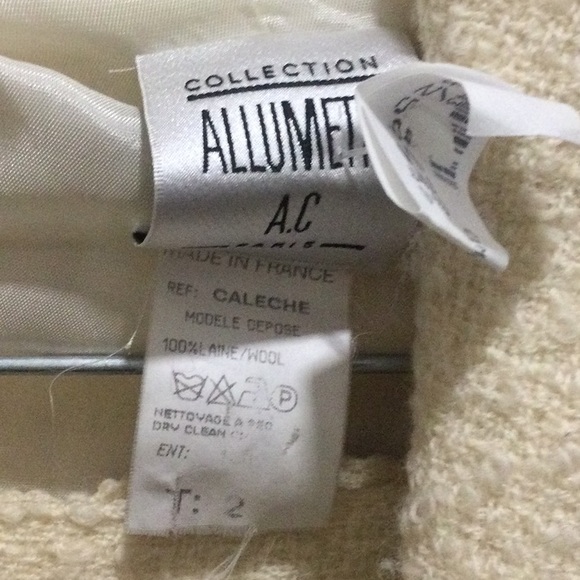 COLLECTION
ALLUMET
A.C
MADE IN FRANCE
REF: CALECHE
MODELE DEPOSE
100% LAINE/WOOL
P
NETTOYAGE A SEC
DRY CLEAN
ENT:
T: 2